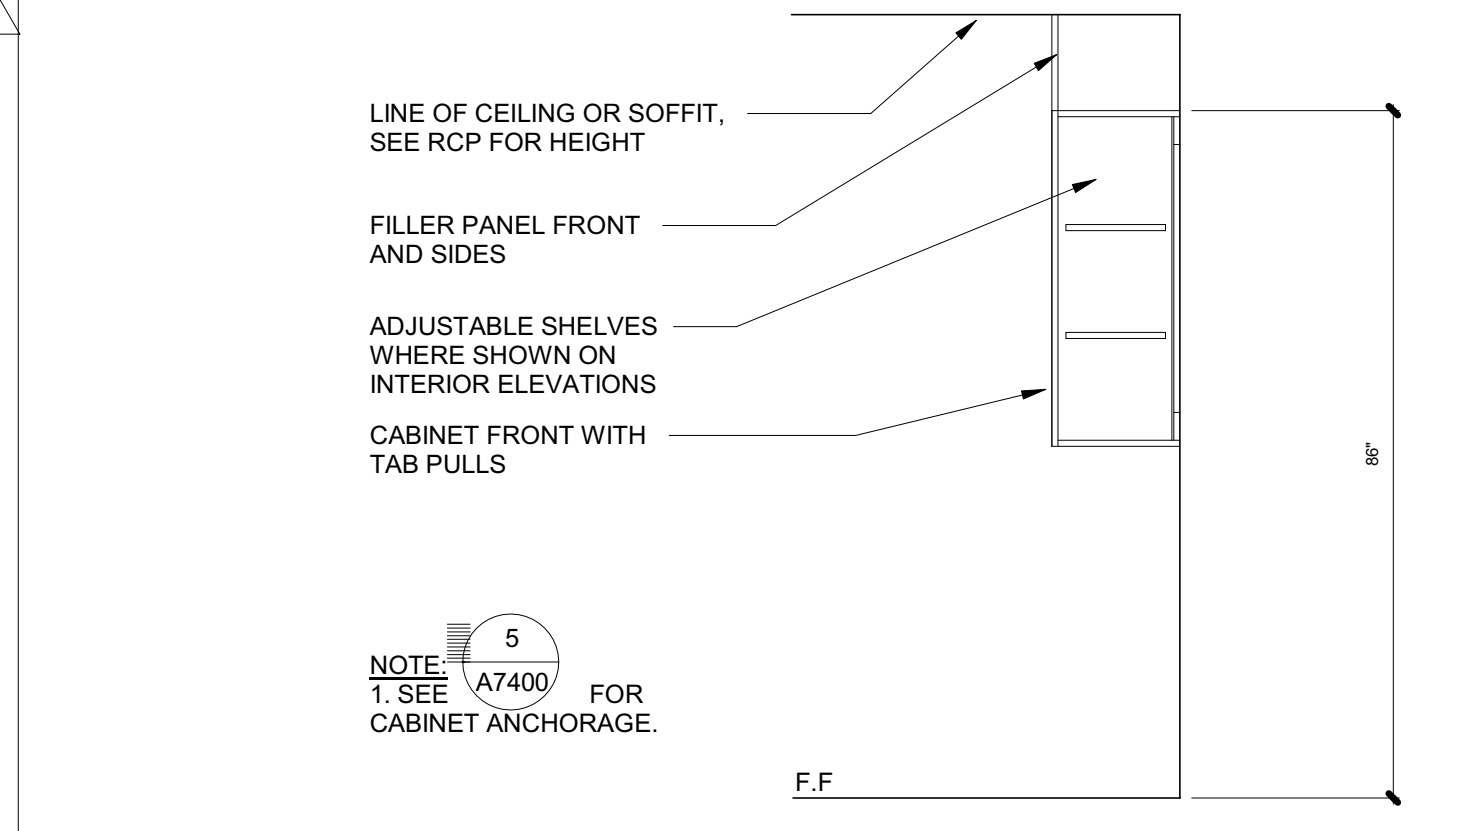 LINE OF CEILING OR SOFFIT,
SEE RCP FOR HEIGHT
FILLER PANEL FRONT
AND SIDES
ADJUSTABLE SHELVES
WHERE SHOWN ON
INTERIOR ELEVATIONS
CABINET FRONT WITH
TAB PULLS
86"
5
A7400
NOTE:
1. SEE FOR
CABINET ANCHORAGE.
F.F